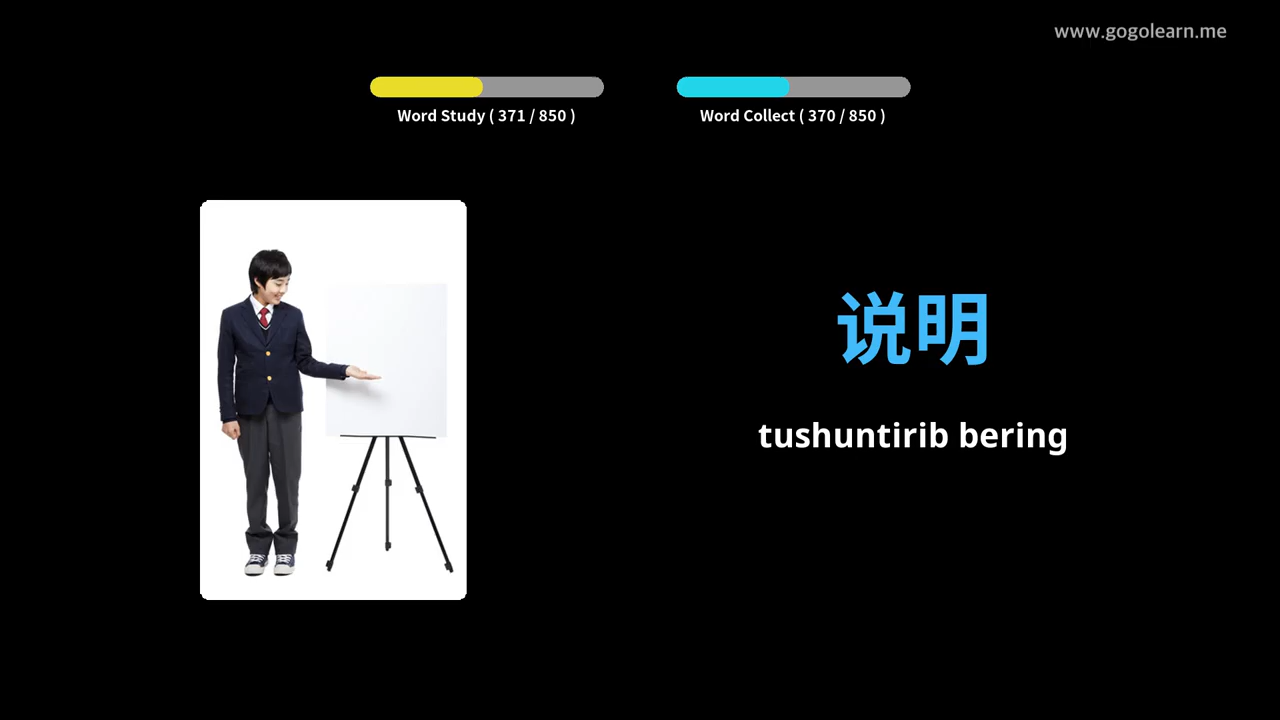 www.gogolearn.me
Word Study ( 371 / 850 )
Word Collect ( 370 / 850 )
说明
tushuntirib bering